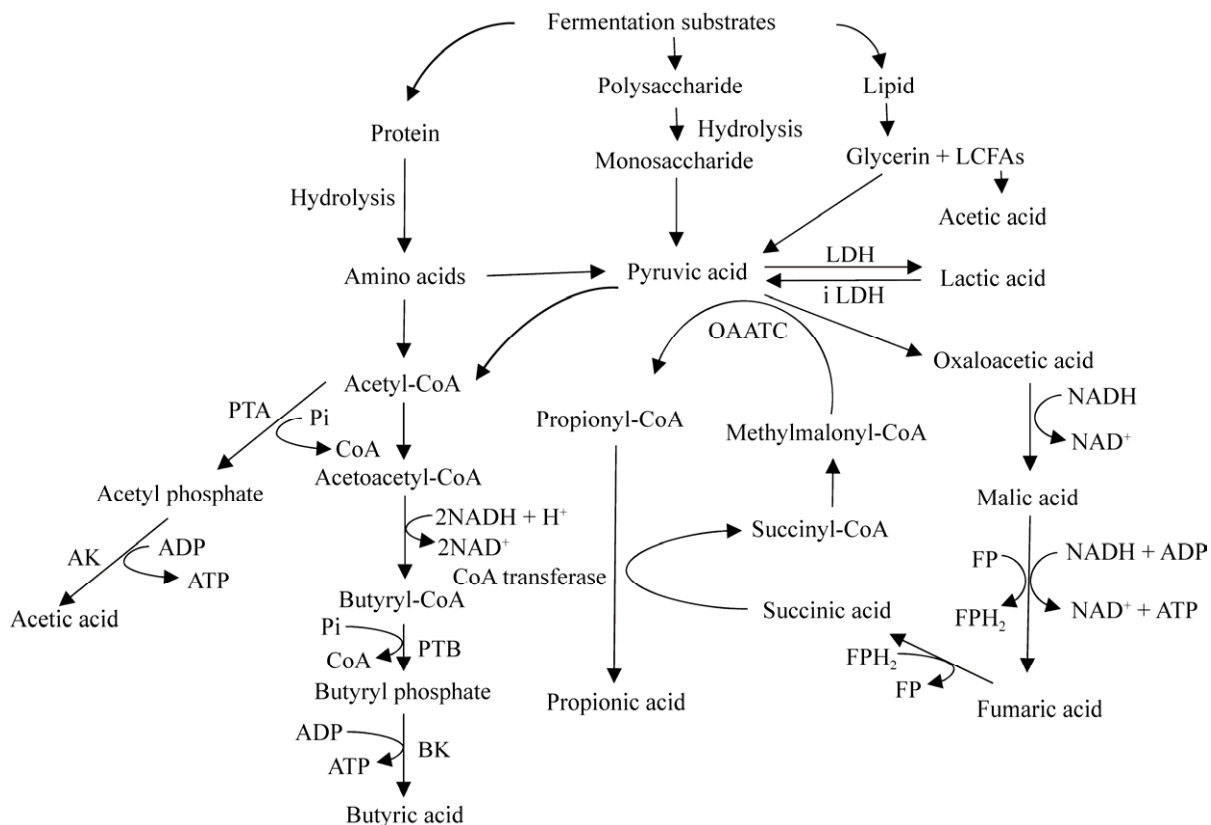 Fermentation substrates
Polysaccharide
Lipid
Protein
Hydrolysis
Monosaccharide
Glycerin + LCFAs
Hydrolysis
Acetic acid
Amino acids
Pyruvic acid
LDH
i LDH
Lactic acid
OAATC
Oxaloacetic acid
Acetyl-CoA
PTA
Pi
CoA
Propionyl-CoA
Methylmalonyl-CoA
NADH
NAD⁺
Acetoacetyl-CoA
Acetyl phosphate
Malic acid
2NADH + H⁺
2NAD⁺
Succinyl-CoA
AK
ADP
ATP
CoA transferase
FP
NADH + ADP
Acetic acid
Butyryl-CoA
Succinic acid
FPH₂
NAD⁺ + ATP
Pi
CoA
PTB
FPH₂
FP
Butyryl phosphate
Propionic acid
Fumaric acid
ADP
ATP
BK
Butyric acid